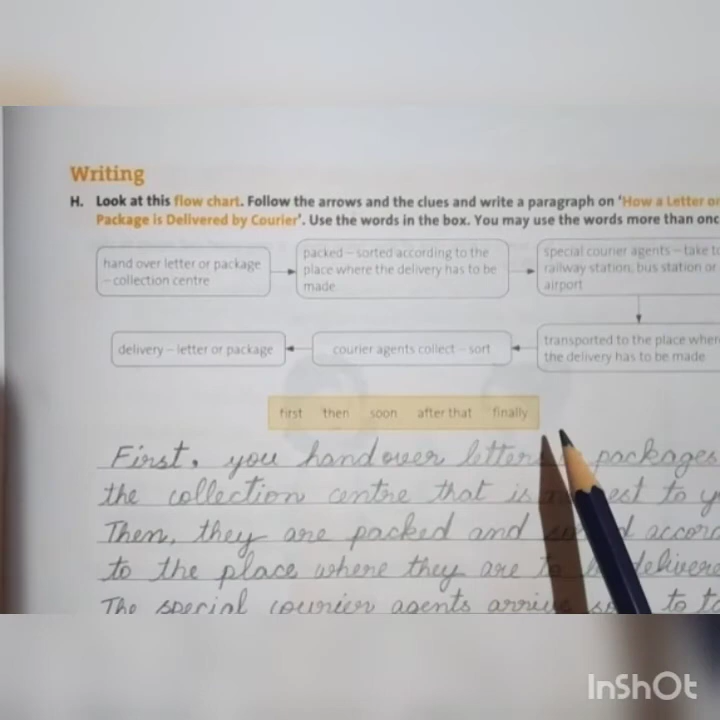 Writing
H. Look at this flow chart. Follow the arrows and the clues and write a paragraph on 'How a Letter or
Package is Delivered by Courier'. Use the words in the box. You may use the words more than onc
hand over letter or package
– collection centre
packed – sorted according to the
place where the delivery has to be
made
special courier agents – take to
railway station, bus station or
airport
transported to the place wher
the delivery has to be made
courier agents collect – sort
delivery – letter or package
first then soon after that finally
First, you hand over letters packages
the collection centre that is to y
Then, they are packed and accor
to the place where they are to delivere
The special courier agents arrive to ta
InShOt